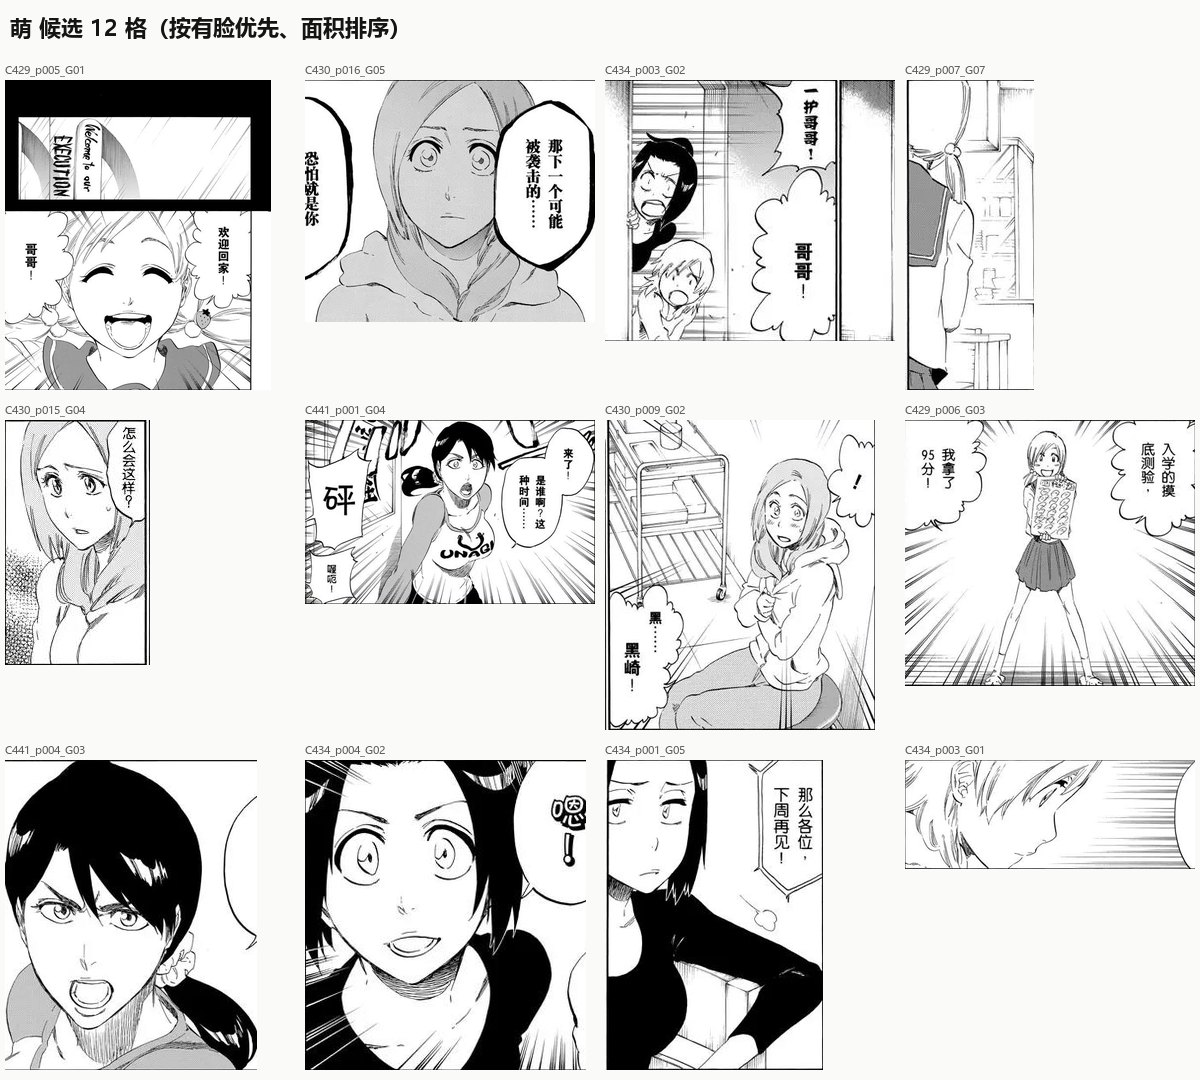 萌 候选 12 格（按有脸优先、面积排序）
C429_p005_G01
Welcome to our
EXECUTION
欢迎回家！
哥哥！
C430_p016_G05
那下一个可能
被袭击的……
恐怕就是你
C434_p003_G02
一护哥哥！
哥哥！
C429_p007_G07
C430_p015_G04
怎么会这样？
C441_p001_G04
来了！
是谁啊？这
种时间……
砰
喔呃！
UNAGI
C430_p009_G02
！
黑……
黑崎！
C429_p006_G03
入学的摸
底测验，
我拿了
95
分！
C441_p004_G03
C434_p004_G02
嗯！
C434_p001_G05
那么各位，
下周再见！
C434_p003_G01